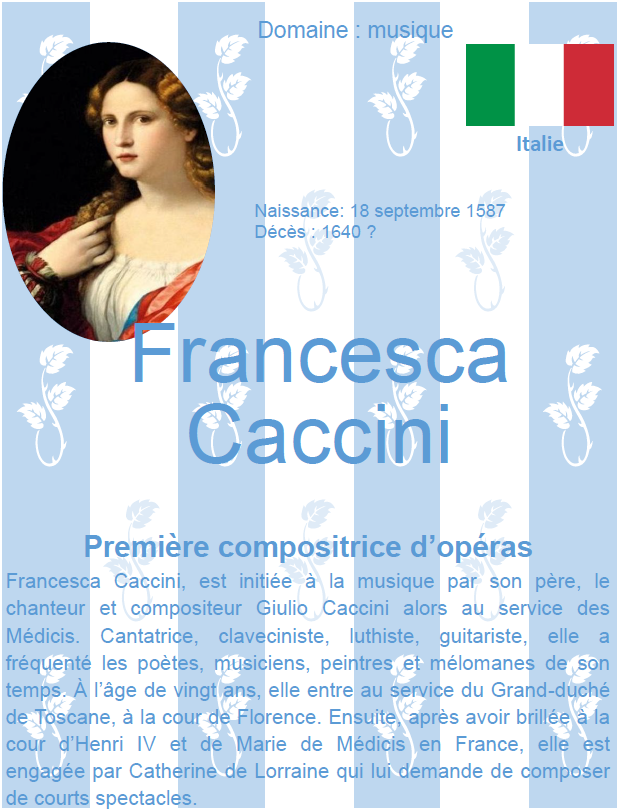 Domaine : musique
Italie
Naissance: 18 septembre 1587
Décès : 1640 ?
Francesca
Caccini
Première compositrice d’opéras
Francesca Caccini, est initiée à la musique par son père, le
chanteur et compositeur Giulio Caccini alors au service des
Médicis. Cantatrice, claveciniste, luthiste, guitariste, elle a
fréquenté les poètes, musiciens, peintres et mélomanes de son
temps. À l’âge de vingt ans, elle entre au service du Grand-duché
de Toscane, à la cour de Florence. Ensuite, après avoir brillée à la
cour d’Henri IV et de Marie de Médicis en France, elle est
engagée par Catherine de Lorraine qui lui demande de composer
de courts spectacles.